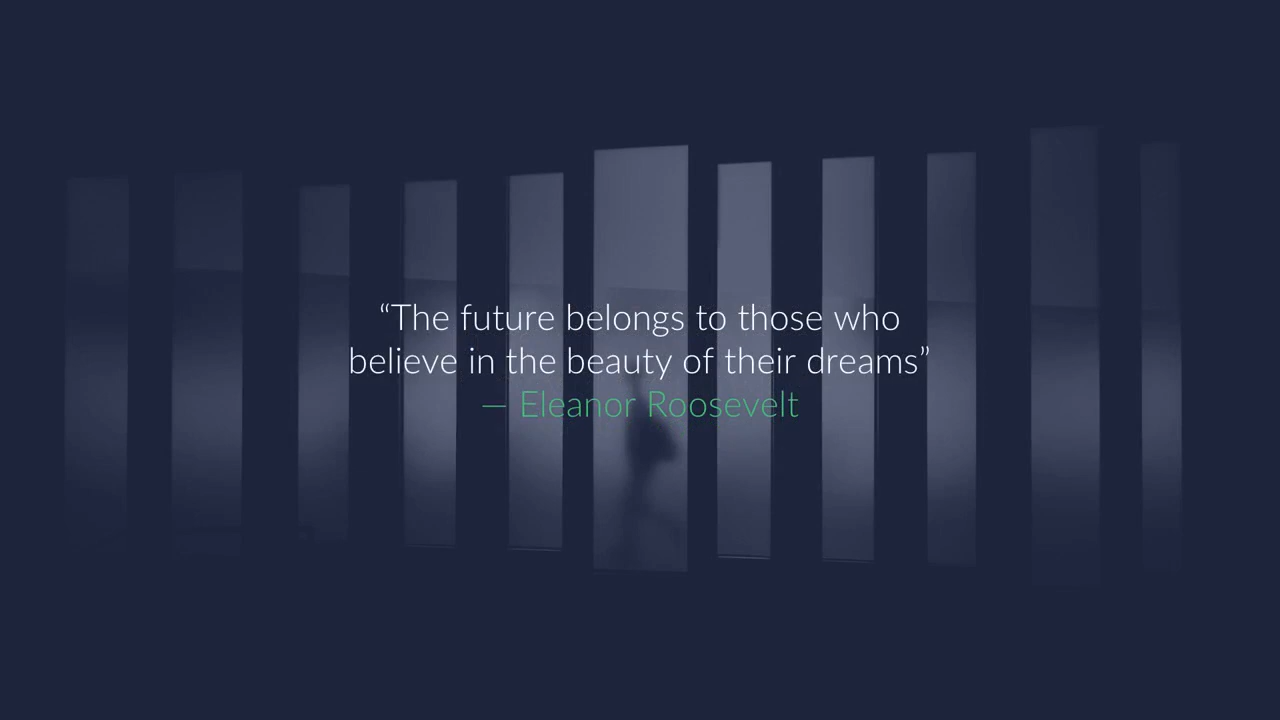 “The future belongs to those who
believe in the beauty of their dreams”
— Eleanor Roosevelt